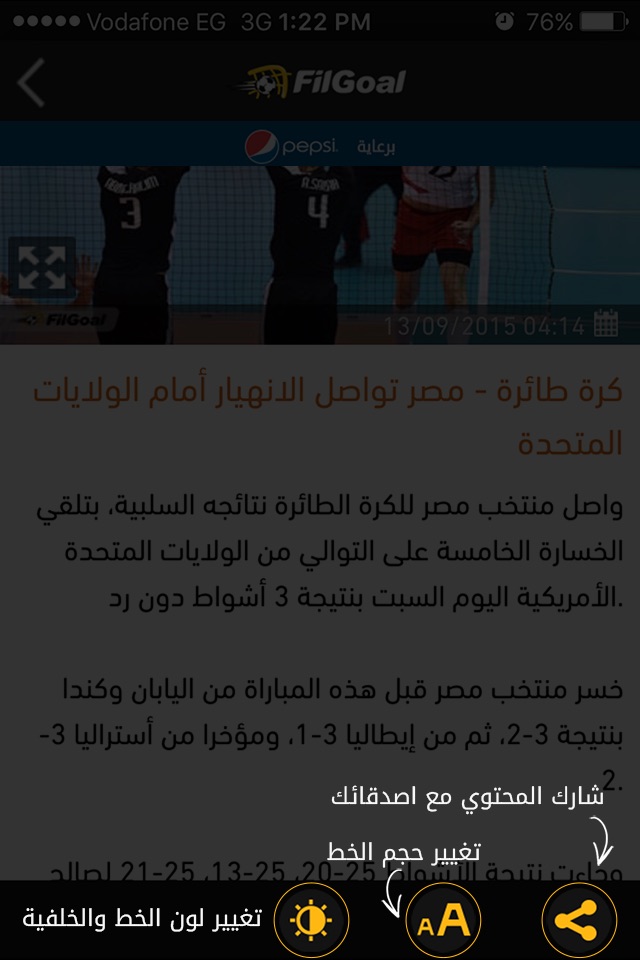 Vodafone EG 3G 1:22 PM 76%
FilGoal
برعاية pepsi
3
4
FilGoal
13/09/2015 04:14
كرة طائرة - مصر تواصل الانهيار أمام الولايات
المتحدة
واصل منتخب مصر للكرة الطائرة نتائجه السلبية، بتلقي
الخسارة الخامسة على التوالي من الولايات المتحدة
الأمريكية اليوم السبت بنتيجة 3 أشواط دون رد.
خسر منتخب مصر قبل هذه المباراة من اليابان وكندا
بنتيجة 3-2، ثم من إيطاليا 3-1، ومؤخرا من أستراليا 3-
2.
شارك المحتوي مع اصدقائك
تغيير حجم الخط
وجاءت نتيجة الأشواط 25-20، 25-13، 25-21 لصالح
تغيير لون الخط والخلفية
AA